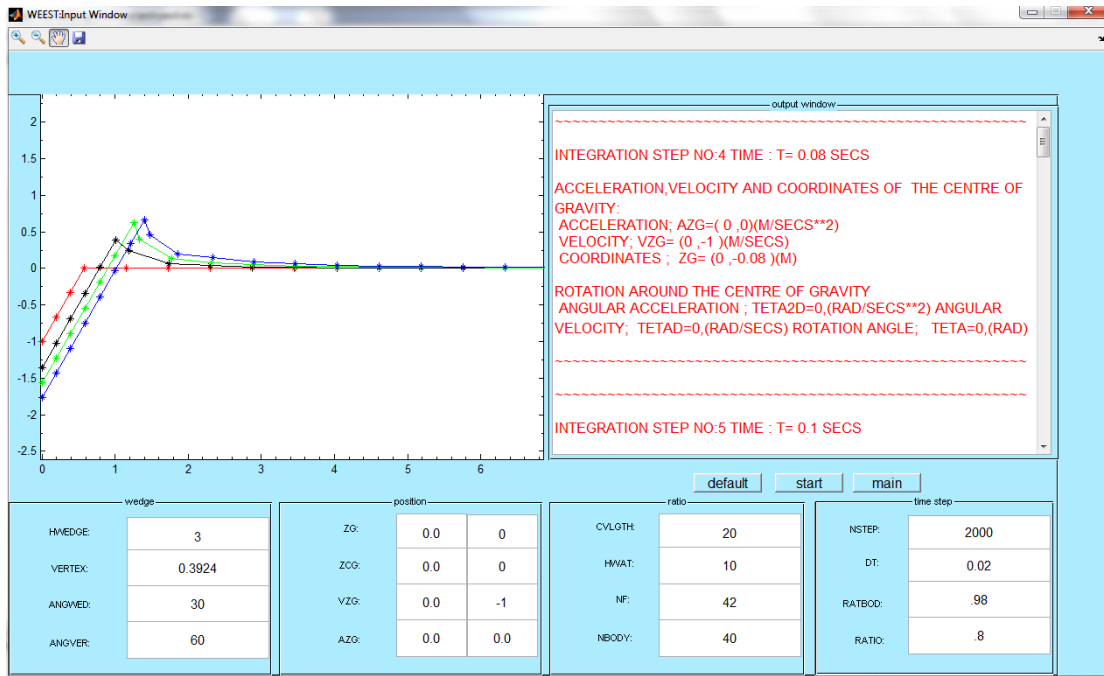 WEEST:Input Window
output window
~~~~~~~~~~~~~~~~~~~~~~~~~~~~~~~~~~~~~~~~~~~~~~~~~~~~~~
INTEGRATION STEP NO:4 TIME : T= 0.08 SECS
ACCELERATION,VELOCITY AND COORDINATES OF THE CENTRE OF
GRAVITY:
ACCELERATION; AZG=( 0 ,0)(M/SECS**2)
VELOCITY; VZG= (0 ,-1 )(M/SECS)
COORDINATES ; ZG= (0 ,-0.08 )(M)
ROTATION AROUND THE CENTRE OF GRAVITY
ANGULAR ACCELERATION ; TETA2D=0,(RAD/SECS**2) ANGULAR
VELOCITY; TETAD=0,(RAD/SECS) ROTATION ANGLE; TETA=0,(RAD)
~~~~~~~~~~~~~~~~~~~~~~~~~~~~~~~~~~~~~~~~~~~~~~~~~~~~~~
~~~~~~~~~~~~~~~~~~~~~~~~~~~~~~~~~~~~~~~~~~~~~~~~~~~~~~
INTEGRATION STEP NO:5 TIME : T= 0.1 SECS
2
1.5
1
0.5
0
-0.5
-1
-1.5
-2
-2.5
0 1 2 3 4 5 6
default start main
wedge
HWEDGE: 3
VERTEX: 0.3924
ANGWED: 30
ANGVER: 60
position
ZG: 0.0 0
ZCG: 0.0 0
VZG: 0.0 -1
AZG: 0.0 0.0
ratio
CVLGTH: 20
HWAT: 10
NF: 42
NBODY: 40
time step
NSTEP: 2000
DT: 0.02
RATBOD: .98
RATIO: .8